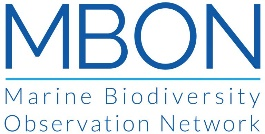 MBON
Marine Biodiversity
Observation Network